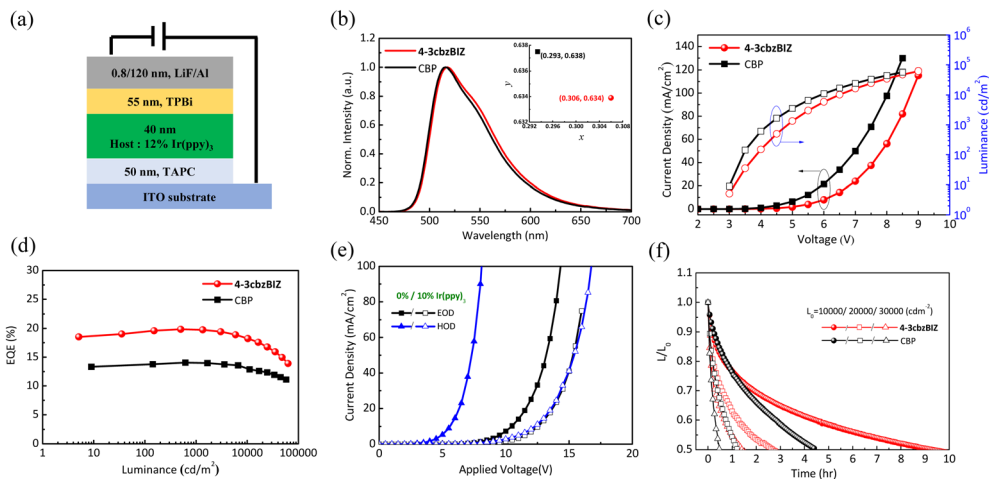 (a)
0.8/120 nm, LiF/Al
55 nm, TPBi
40 nm
Host : 12% Ir(ppy)₃
50 nm, TAPC
ITO substrate
(b)
Norm. Intensity (a.u.)
1.0
0.8
0.6
0.4
0.2
0.0
450 500 550 600 650 700
Wavelength (nm)
4-3cbzBIZ
CBP
y
0.638
0.636
0.634
0.632
(0.293, 0.638)
(0.306, 0.634)
0.292 0.296 0.300 0.304 0.308
x
(c)
Current Density (mA/cm²)
140
120
100
80
60
40
20
0
2 3 4 5 6 7 8 9 10
Voltage (V)
4-3cbzBIZ
CBP
10⁶
10⁵
10⁴
10³
10²
10¹
10⁰
Luminance (cd/m²)
(d)
EQE (%)
30
25
20
15
10
5
0
1 10 100 1000 10000 100000
Luminance (cd/m²)
4-3cbzBIZ
CBP
(e)
Current Density (mA/cm²)
100
80
60
40
20
0
0 5 10 15 20
Applied Voltage(V)
0% / 10% Ir(ppy)₃
EOD
HOD
(f)
L/L₀
1.1
1.0
0.9
0.8
0.7
0.6
0.5
0 1 2 3 4 5 6 7 8 9 10
Time (hr)
L₀=10000/ 20000/ 30000 (cdm⁻²)
4-3cbzBIZ
CBP